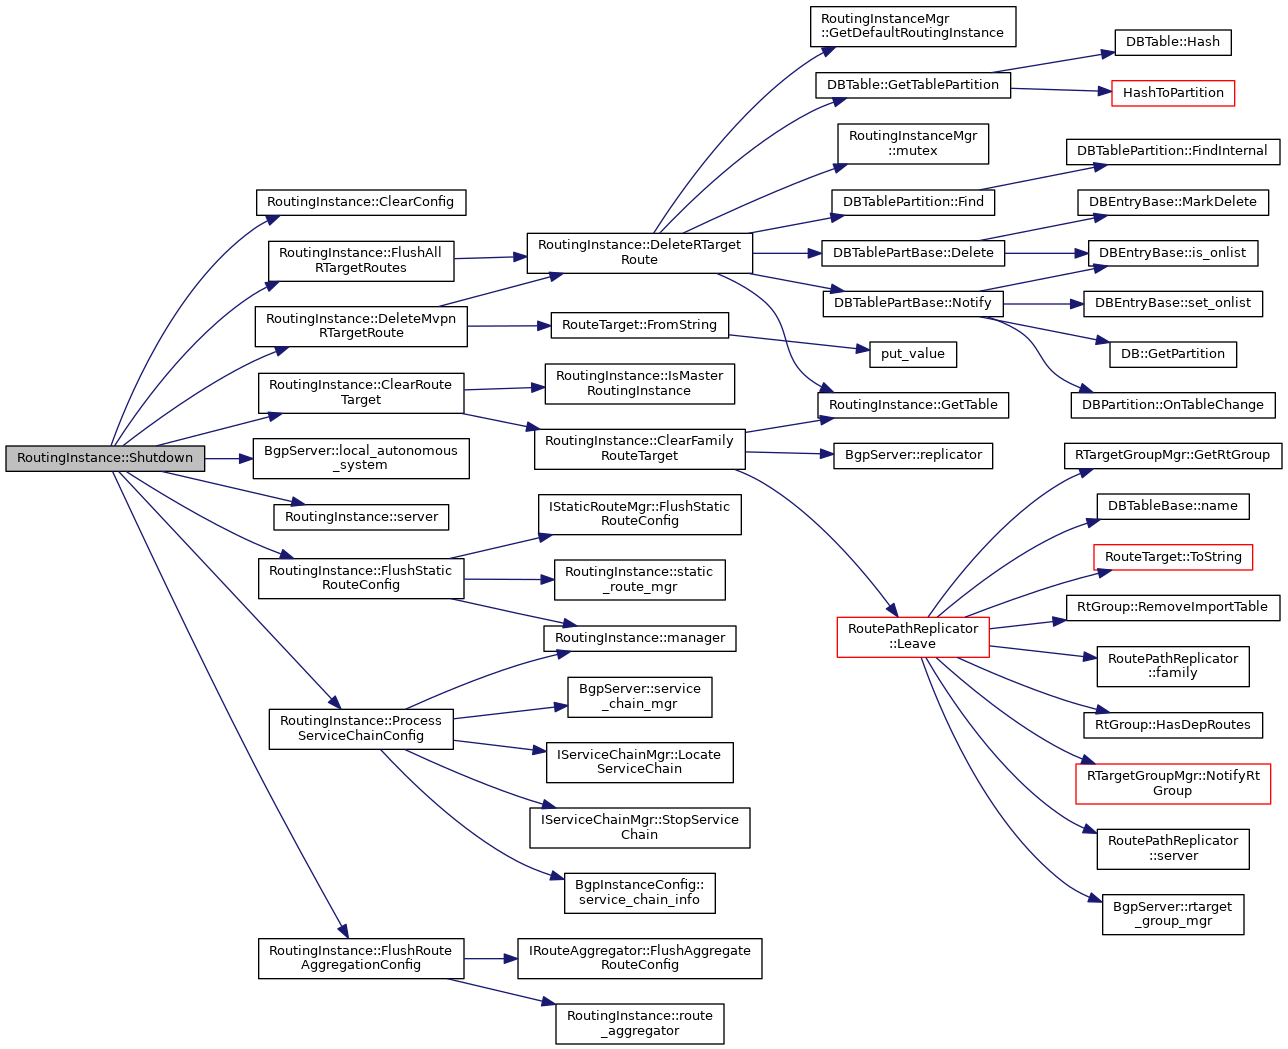 RoutingInstance::Shutdown
RoutingInstance::ClearConfig
RoutingInstance::FlushAll
RTargetRoutes
RoutingInstance::DeleteMvpn
RTargetRoute
RoutingInstance::ClearRoute
Target
BgpServer::local_autonomous
_system
RoutingInstance::server
RoutingInstance::FlushStatic
RouteConfig
RoutingInstance::Process
ServiceChainConfig
RoutingInstance::FlushRoute
AggregationConfig
RoutingInstance::DeleteRTarget
Route
RouteTarget::FromString
RoutingInstance::IsMaster
RoutingInstance
RoutingInstance::ClearFamily
RouteTarget
IStaticRouteMgr::FlushStatic
RouteConfig
RoutingInstance::static
_route_mgr
RoutingInstance::manager
BgpServer::service
_chain_mgr
IServiceChainMgr::Locate
ServiceChain
IServiceChainMgr::StopService
Chain
BgpInstanceConfig::
service_chain_info
IRouteAggregator::FlushAggregate
RouteConfig
RoutingInstance::route
_aggregator
RoutingInstanceMgr
::GetDefaultRoutingInstance
DBTable::GetTablePartition
RoutingInstanceMgr
::mutex
DBTablePartition::Find
DBTablePartBase::Delete
DBTablePartBase::Notify
put_value
RoutingInstance::GetTable
BgpServer::replicator
RoutePathReplicator
::Leave
DBTable::Hash
HashToPartition
DBTablePartition::FindInternal
DBEntryBase::MarkDelete
DBEntryBase::is_onlist
DBEntryBase::set_onlist
DB::GetPartition
DBPartition::OnTableChange
RTargetGroupMgr::GetRtGroup
DBTableBase::name
RouteTarget::ToString
RtGroup::RemoveImportTable
RoutePathReplicator
::family
RtGroup::HasDepRoutes
RTargetGroupMgr::NotifyRt
Group
RoutePathReplicator
::server
BgpServer::rtarget
_group_mgr